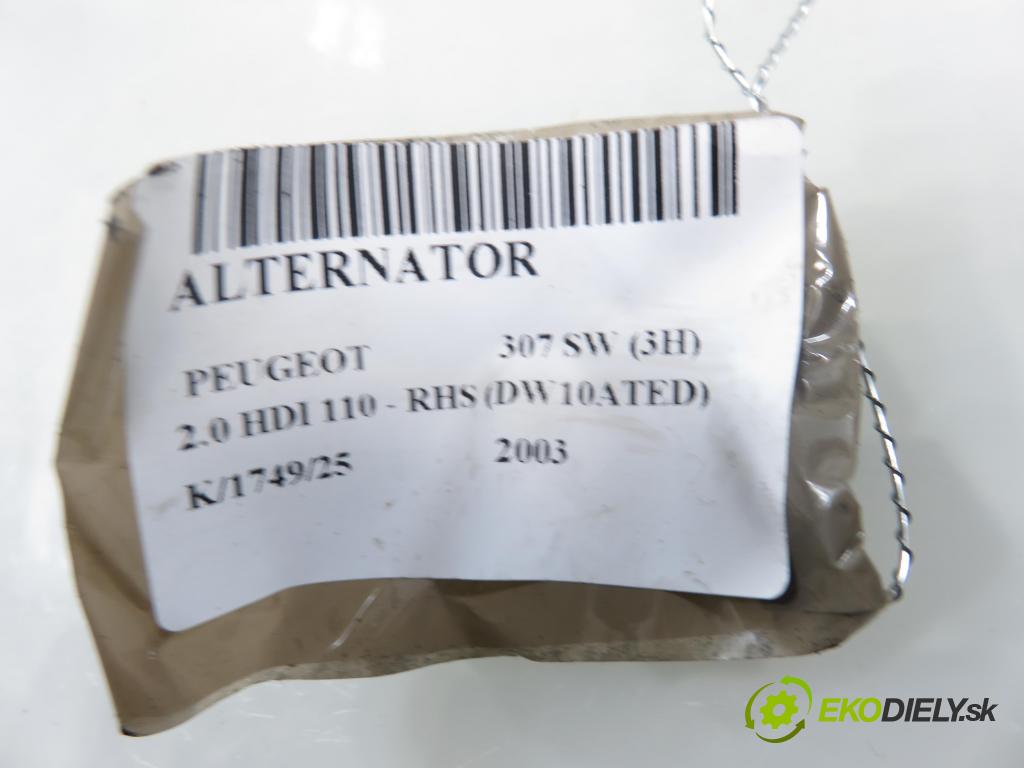 ALTERNATOR
PEUGEOT 307 SW (3H)
2.0 HDI 110 - RHS (DW10ATED)
K/1749/25 2003
EKODIELY.sk